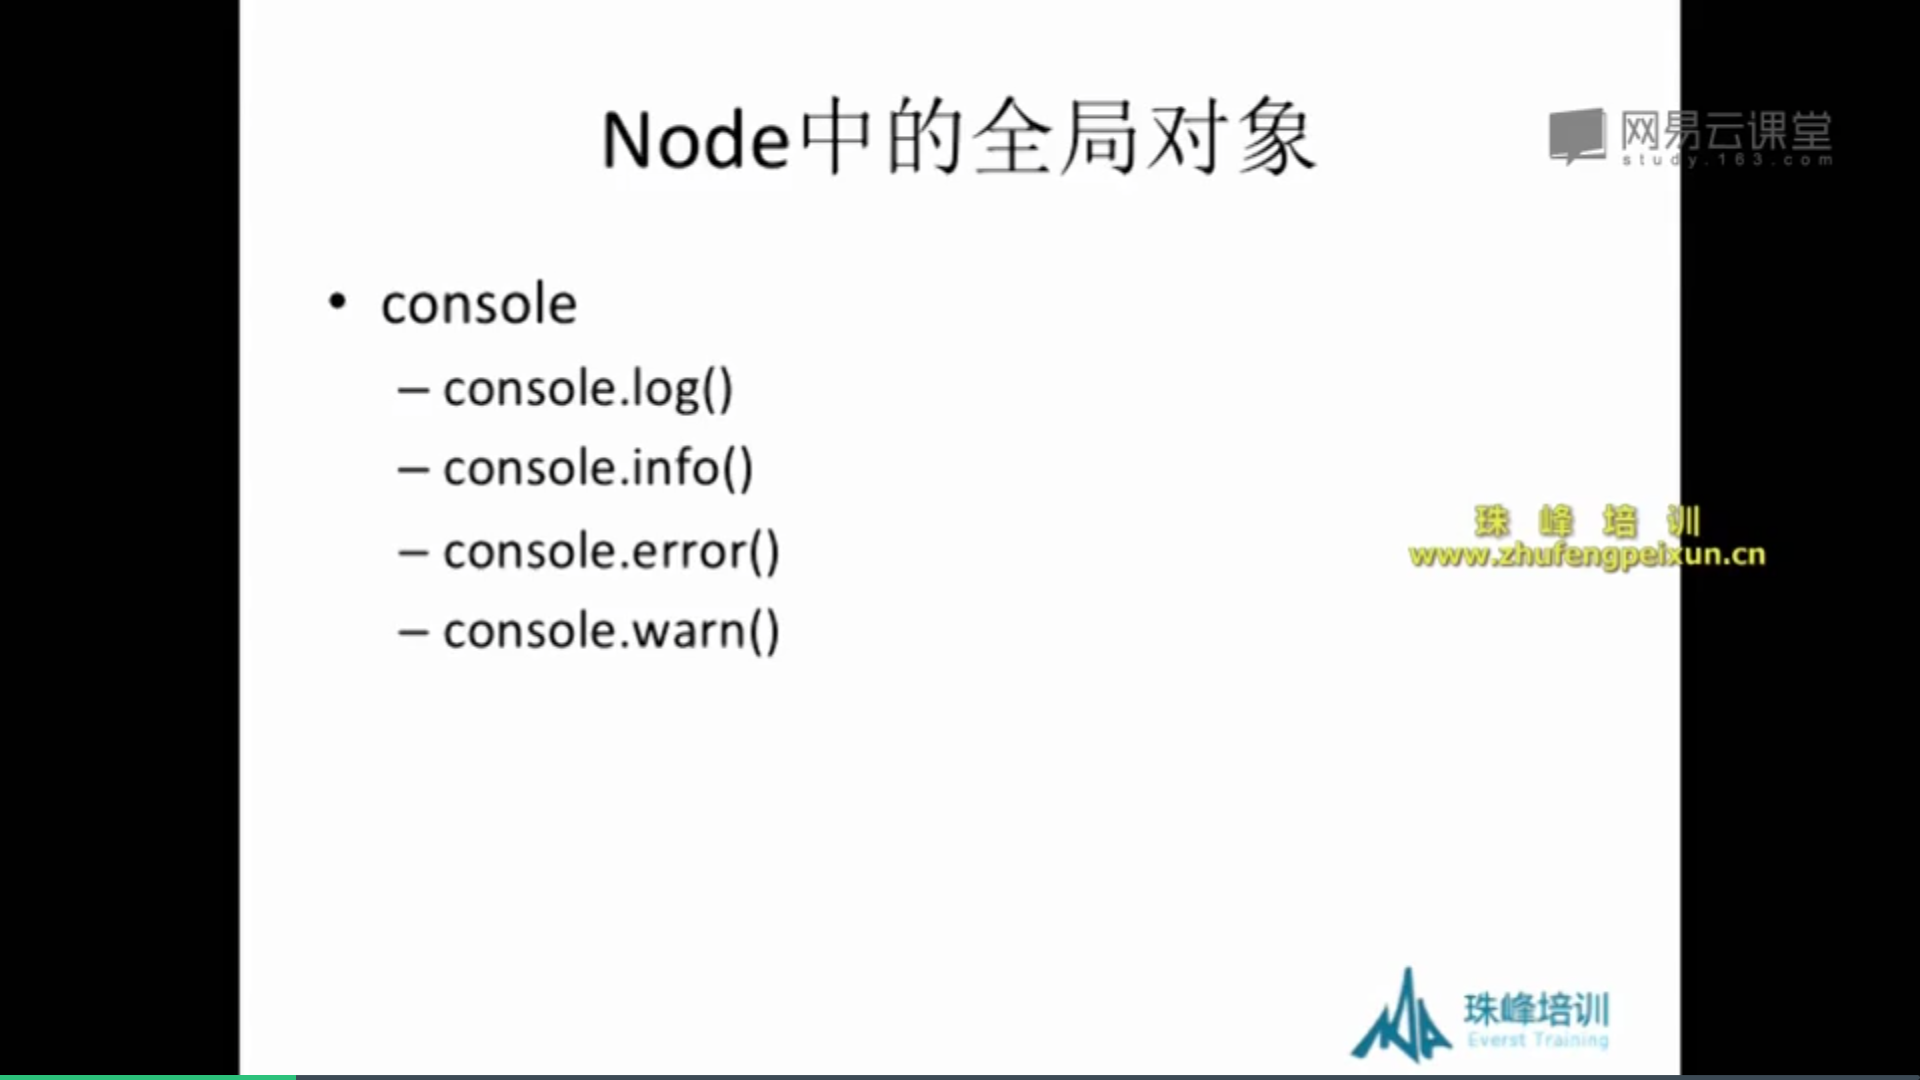 Node中的全局对象
网易云课堂
study.163.com
• console
– console.log()
– console.info()
– console.error()
– console.warn()
珠峰培训
www.zhufengpeixun.cn
珠峰培训
Everst Training